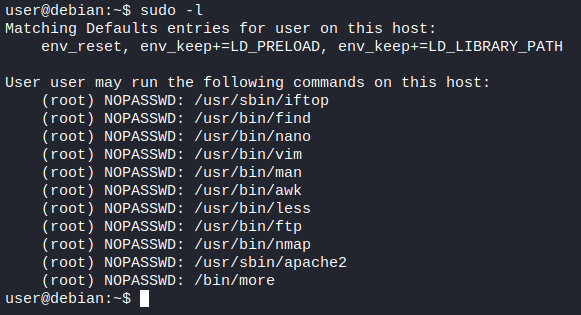 user@debian:~$ sudo -l
Matching Defaults entries for user on this host:
    env_reset, env_keep+=LD_PRELOAD, env_keep+=LD_LIBRARY_PATH

User user may run the following commands on this host:
    (root) NOPASSWD: /usr/sbin/iftop
    (root) NOPASSWD: /usr/bin/find
    (root) NOPASSWD: /usr/bin/nano
    (root) NOPASSWD: /usr/bin/vim
    (root) NOPASSWD: /usr/bin/man
    (root) NOPASSWD: /usr/bin/awk
    (root) NOPASSWD: /usr/bin/less
    (root) NOPASSWD: /usr/bin/ftp
    (root) NOPASSWD: /usr/bin/nmap
    (root) NOPASSWD: /usr/sbin/apache2
    (root) NOPASSWD: /bin/more
user@debian:~$